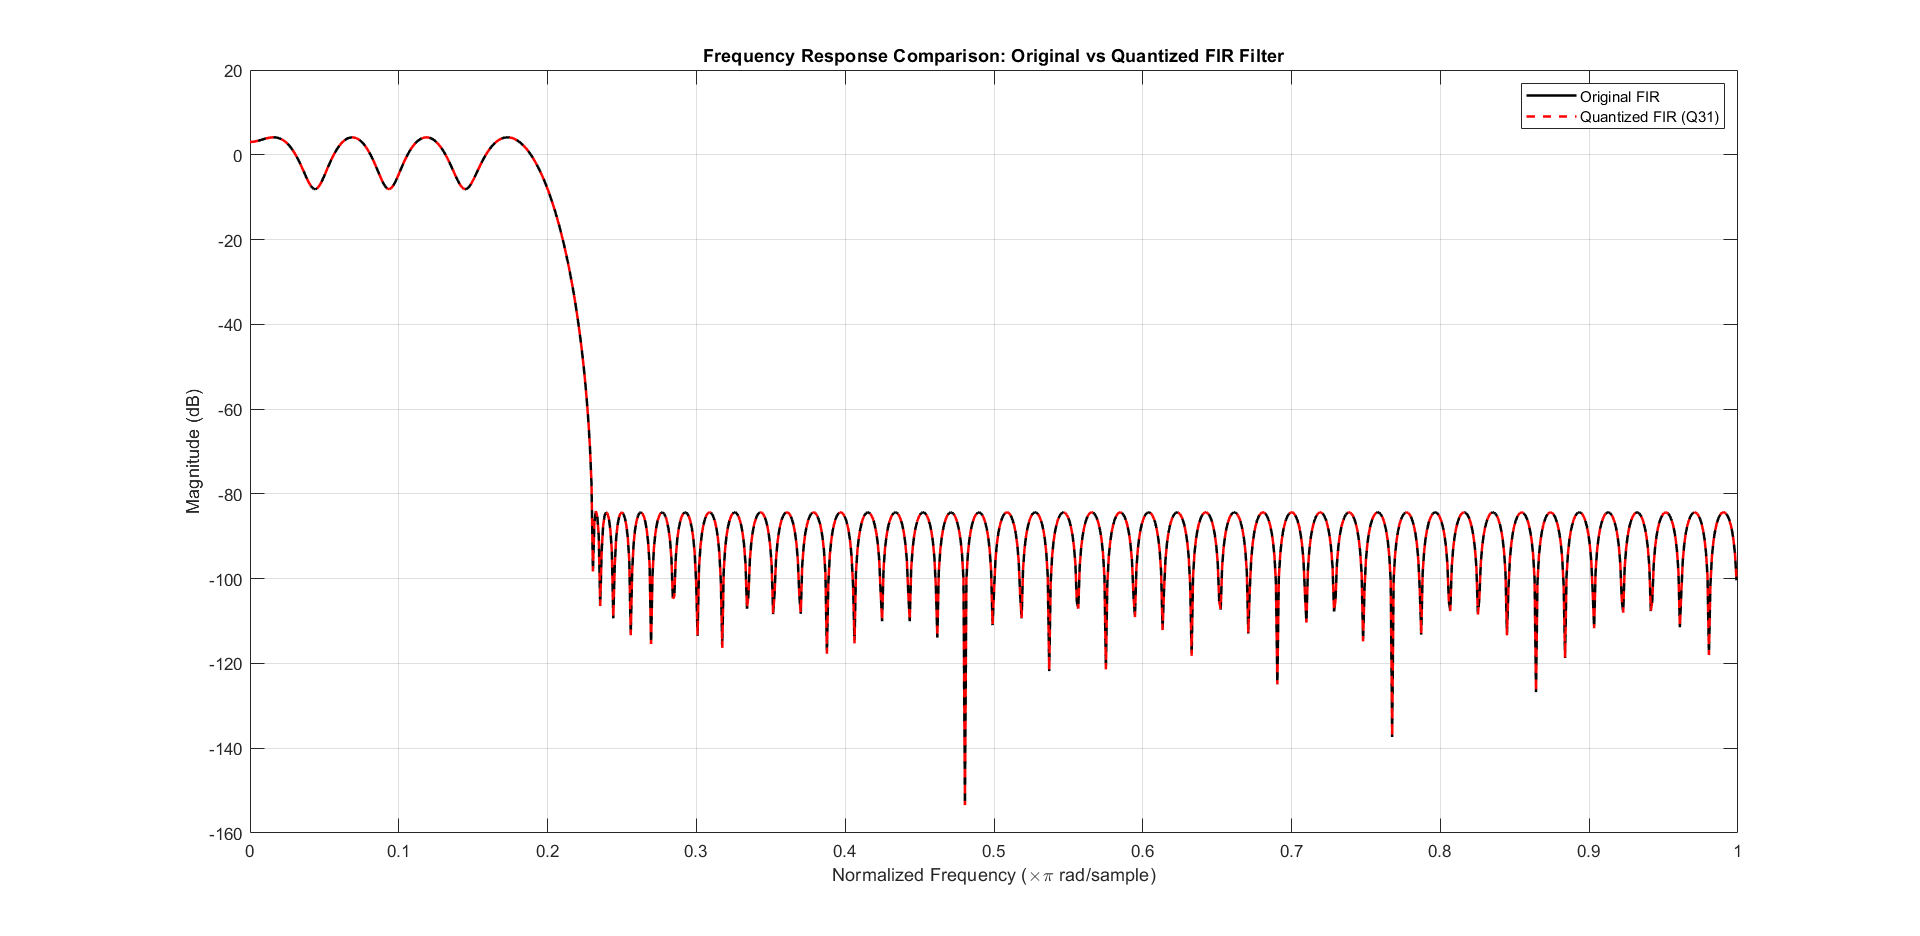 Frequency Response Comparison: Original vs Quantized FIR Filter
Original FIR
Quantized FIR (Q31)
20
0
-20
-40
-60
-80
-100
-120
-140
-160
Magnitude (dB)
0 0.1 0.2 0.3 0.4 0.5 0.6 0.7 0.8 0.9 1
Normalized Frequency (×π rad/sample)